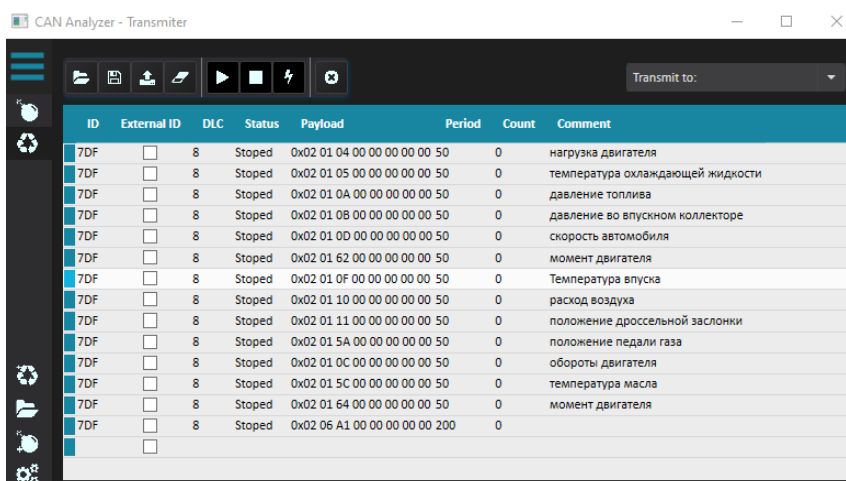 CAN Analyzer - Transmiter
Transmit to:
ID External ID DLC Status Payload Period Count Comment
7DF 8 Stoped 0x02 01 04 00 00 00 00 00 50 0 нагрузка двигателя
7DF 8 Stoped 0x02 01 05 00 00 00 00 00 50 0 температура охлаждающей жидкости
7DF 8 Stoped 0x02 01 0A 00 00 00 00 00 50 0 давление топлива
7DF 8 Stoped 0x02 01 0B 00 00 00 00 00 50 0 давление во впускном коллекторе
7DF 8 Stoped 0x02 01 0D 00 00 00 00 00 50 0 скорость автомобиля
7DF 8 Stoped 0x02 01 62 00 00 00 00 00 50 0 момент двигателя
7DF 8 Stoped 0x02 01 0F 00 00 00 00 00 50 0 Температура впуска
7DF 8 Stoped 0x02 01 10 00 00 00 00 00 50 0 расход воздуха
7DF 8 Stoped 0x02 01 11 00 00 00 00 00 50 0 положение дроссельной заслонки
7DF 8 Stoped 0x02 01 5A 00 00 00 00 00 50 0 положение педали газа
7DF 8 Stoped 0x02 01 0C 00 00 00 00 00 50 0 обороты двигателя
7DF 8 Stoped 0x02 01 5C 00 00 00 00 00 50 0 температура масла
7DF 8 Stoped 0x02 01 64 00 00 00 00 00 50 0 момент двигателя
7DF 8 Stoped 0x02 06 A1 00 00 00 00 00 200 0